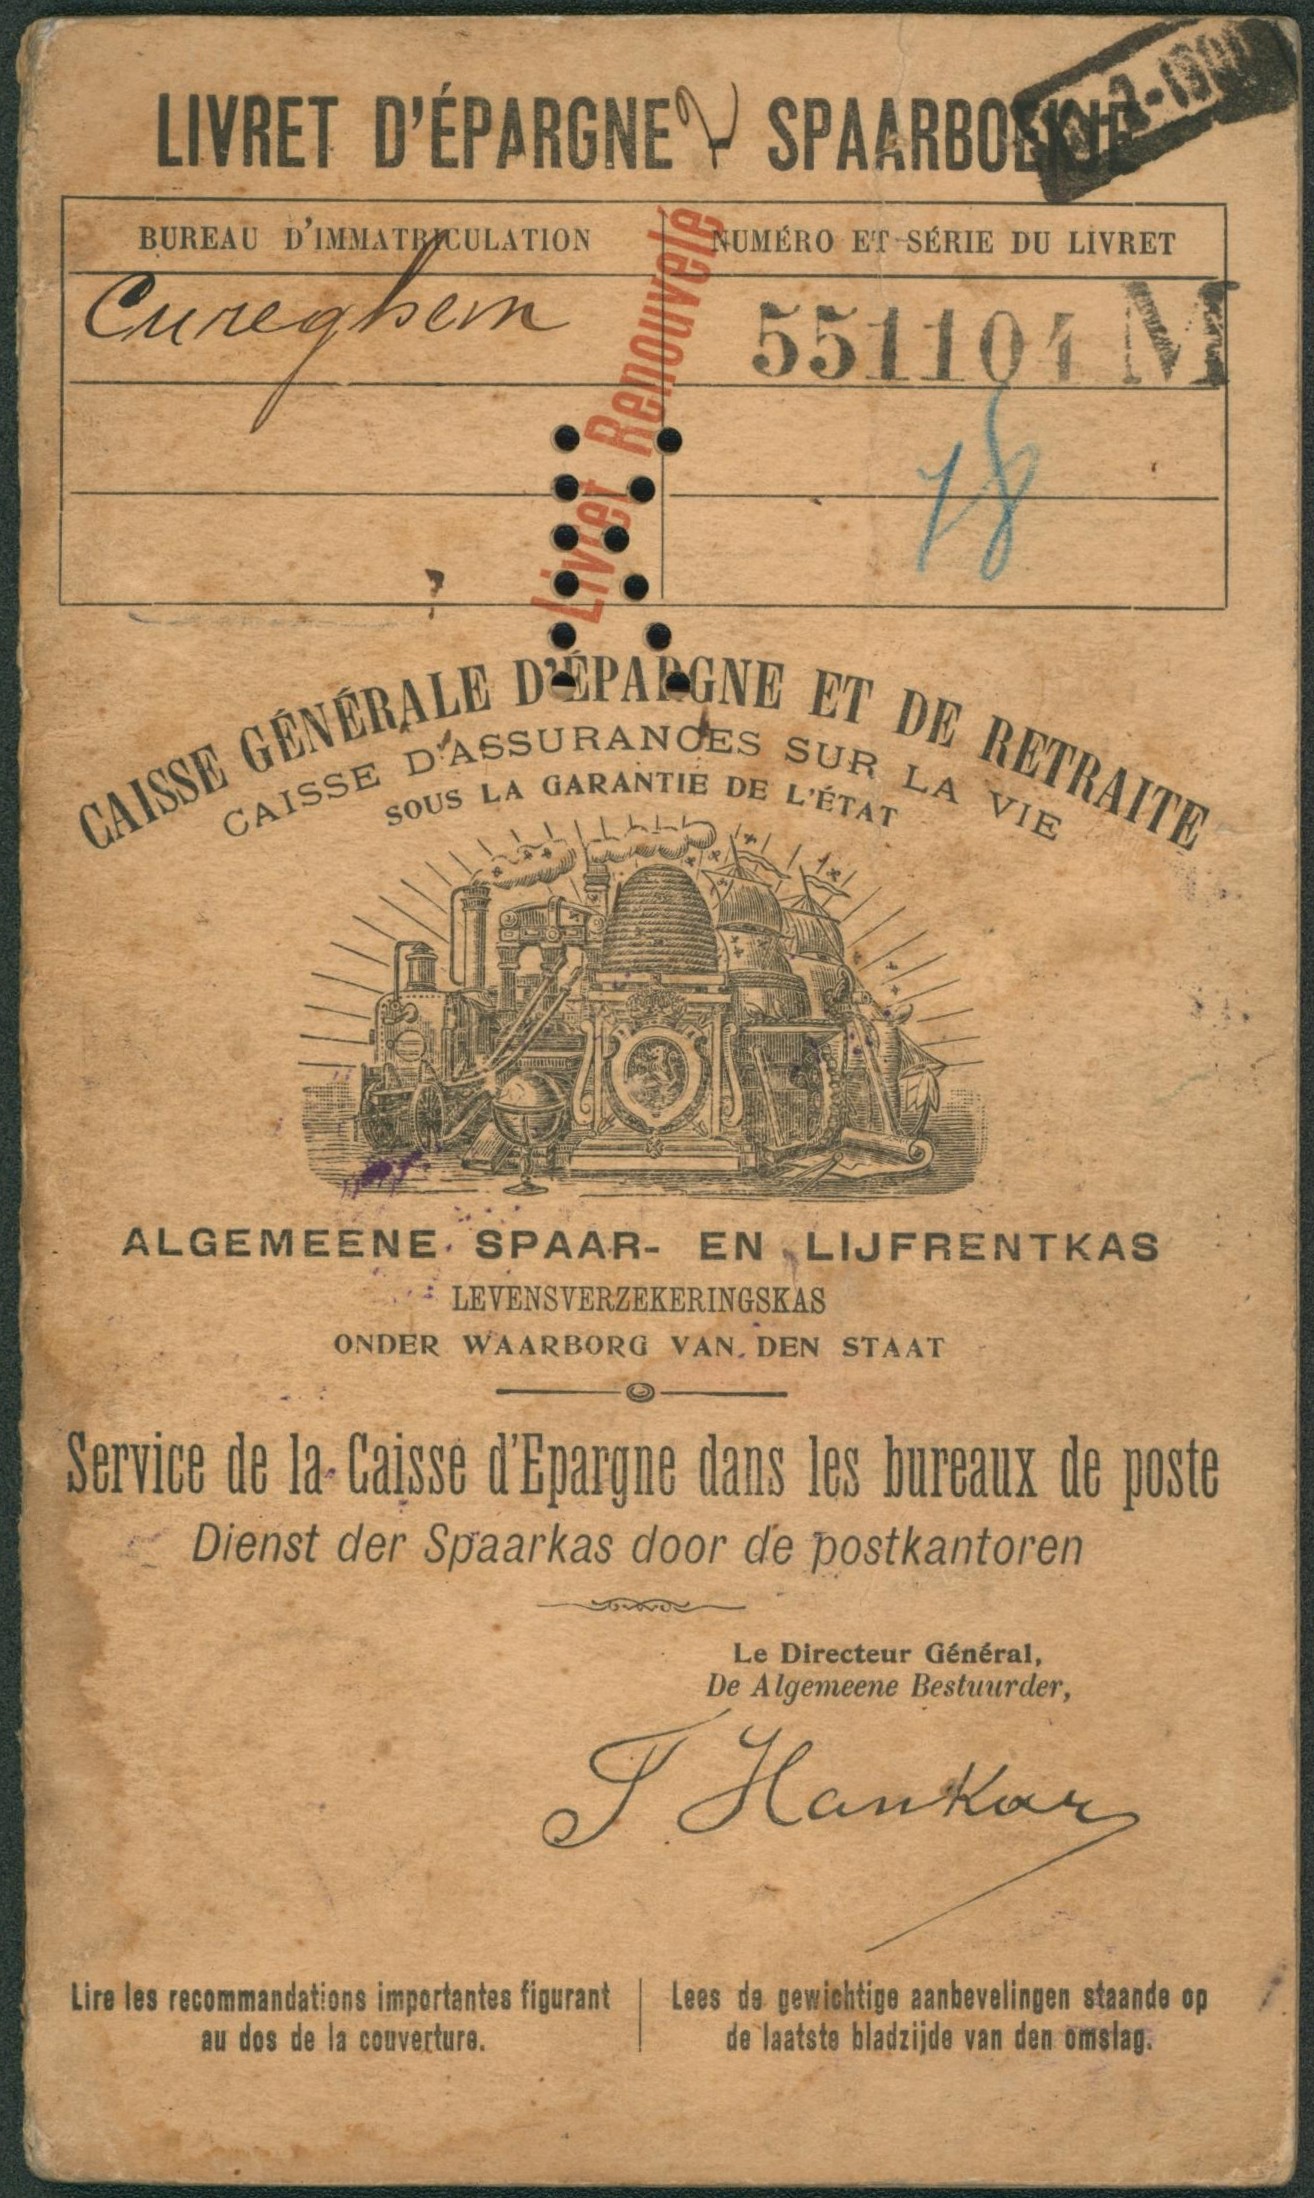 LIVRET D'ÉPARGNE 2 SPAARBOEKJE
BUREAU D'IMMATRICULATION
NUMÉRO ET SÉRIE DU LIVRET
Cureghem
551104 M
18
Livret Renouvelé
CAISSE GÉNÉRALE D'ÉPARGNE ET DE RETRAITE
CAISSE D'ASSURANCES SUR LA VIE
SOUS LA GARANTIE DE L'ÉTAT
ALGEMEENE SPAAR- EN LIJFRENTKAS
LEVENSVERZEKERINGSKAS
ONDER WAARBORG VAN DEN STAAT
Service de la Caisse d'Epargne dans les bureaux de poste
Dienst der Spaarkas door de postkantoren
Le Directeur Général,
De Algemeene Bestuurder,
F Hankar
Lire les recommandations importantes figurant
au dos de la couverture.
Lees de gewichtige aanbevelingen staande op
de laatste bladzijde van den omslag.